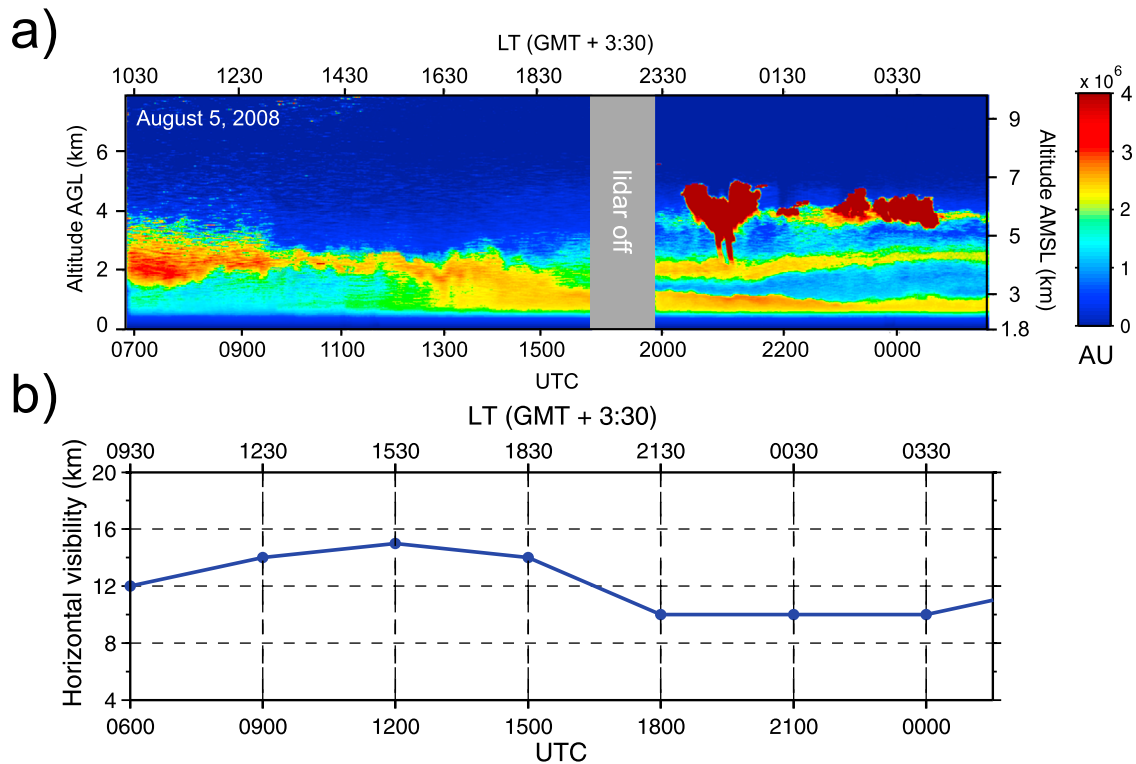 a)
LT (GMT + 3:30)
1030 1230 1430 1630 1830 2330 0130 0330
August 5, 2008
lidar off
Altitude AGL (km)
6
4
2
0
9
7
5
3
1.8
Altitude AMSL (km)
x 10⁶
4
3
2
1
0
AU
0700 0900 1100 1300 1500 2000 2200 0000
UTC
b)
LT (GMT + 3:30)
0930 1230 1530 1830 2130 0030 0330
Horizontal visibility (km)
20
16
12
8
4
0600 0900 1200 1500 1800 2100 0000
UTC